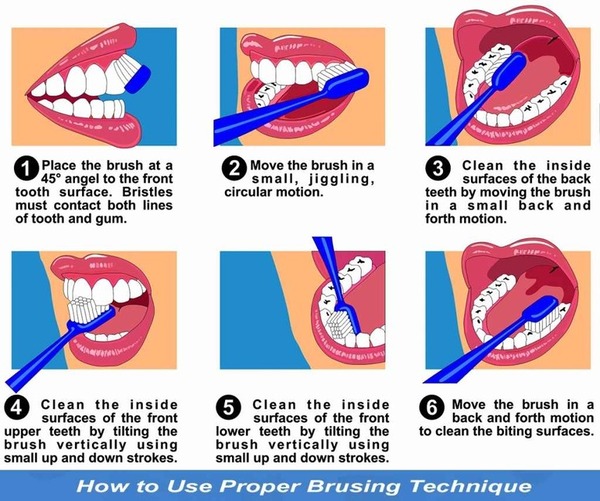 1 Place the brush at a
45° angel to the front
tooth surface. Bristles
must contact both lines
of tooth and gum.
2 Move the brush in a
small, jiggling,
circular motion.
3 Clean the inside
surfaces of the back
teeth by moving the brush
in a small back and
forth motion.
4 Clean the inside
surfaces of the front
upper teeth by tilting the
brush vertically using
small up and down strokes.
5 Clean the inside
surfaces of the front
lower teeth by tilting the
brush vertically using
small up and down strokes.
6 Move the brush in a
back and forth motion
to clean the biting surfaces.
How to Use Proper Brusing Technique